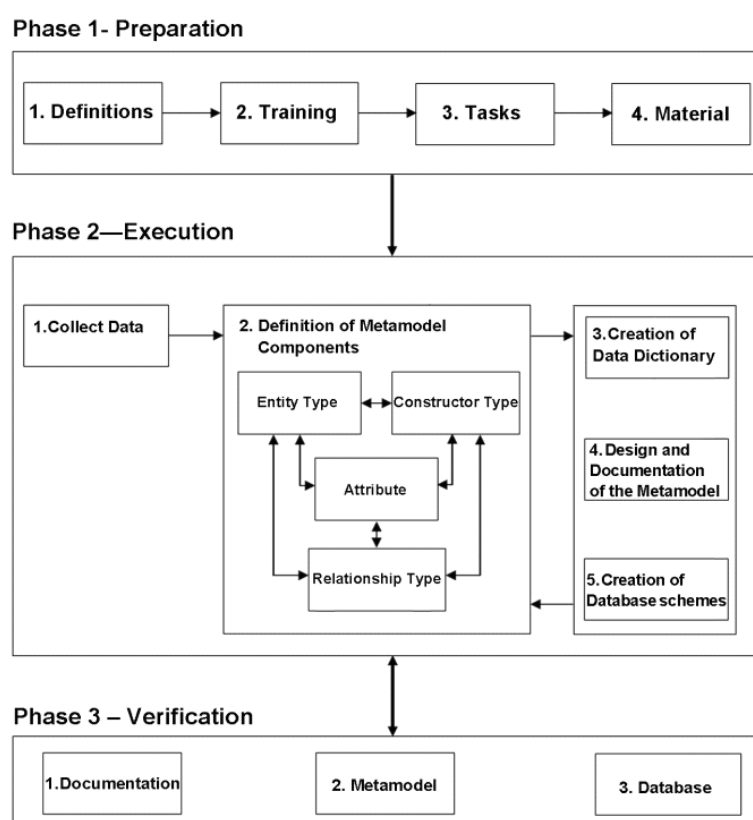 Phase 1- Preparation
1. Definitions
2. Training
3. Tasks
4. Material
Phase 2—Execution
1.Collect Data
2. Definition of Metamodel
Components
Entity Type
Constructor Type
Attribute
Relationship Type
3.Creation of
Data Dictionary
4.Design and
Documentation
of the Metamodel
5.Creation of
Database schemes
Phase 3 – Verification
1.Documentation
2. Metamodel
3. Database